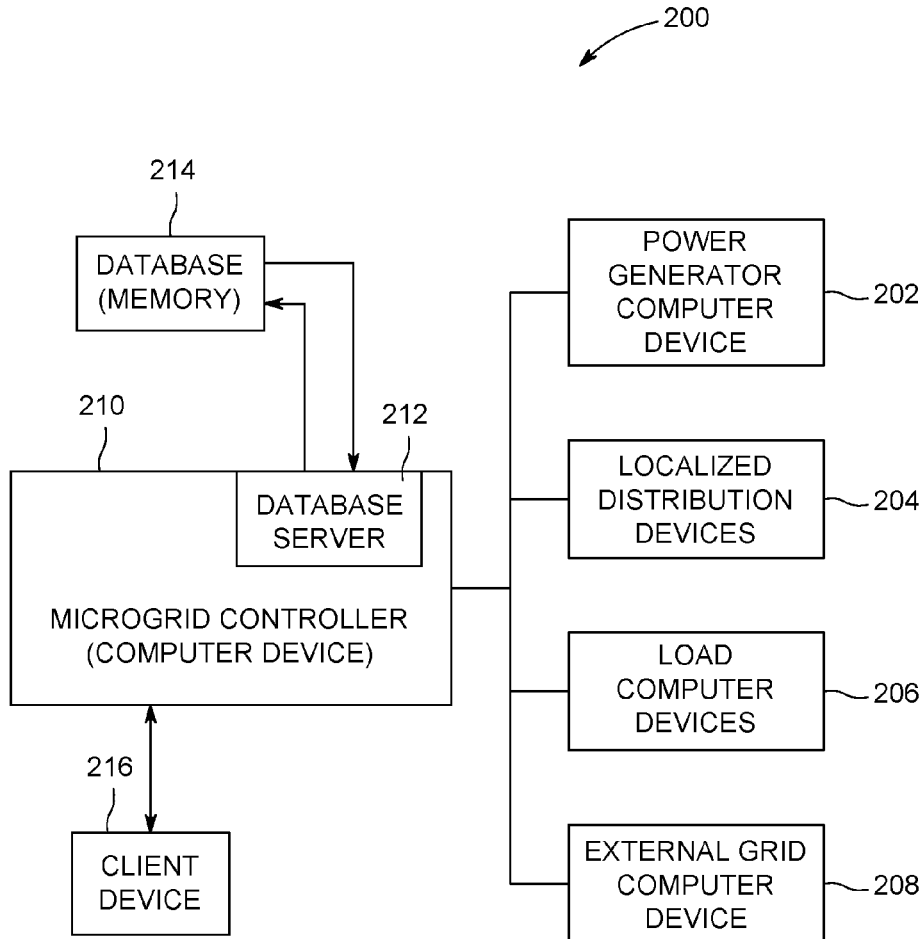 200
214
DATABASE
(MEMORY)
POWER
GENERATOR
COMPUTER
DEVICE
202
210
212
DATABASE
SERVER
MICROGRID CONTROLLER
(COMPUTER DEVICE)
LOCALIZED
DISTRIBUTION
DEVICES
204
LOAD
COMPUTER
DEVICES
206
216
CLIENT
DEVICE
EXTERNAL GRID
COMPUTER
DEVICE
208